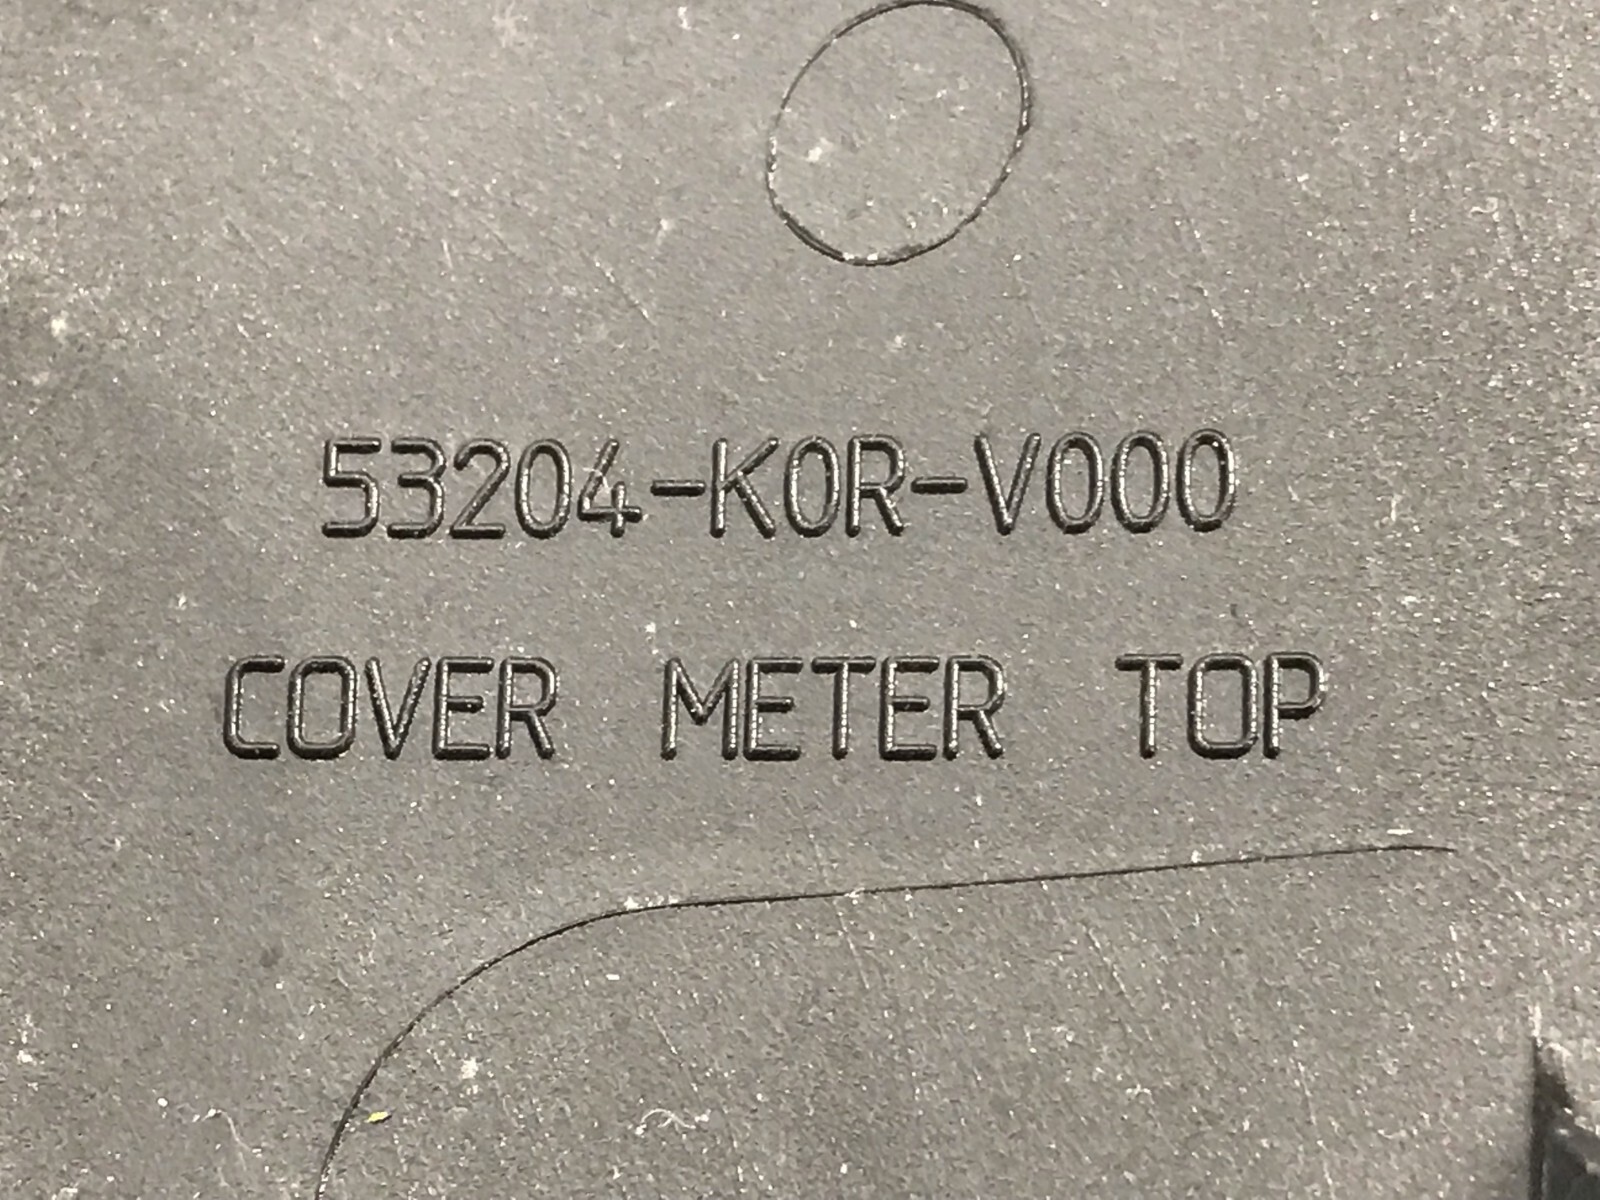 53204-K0R-V000
COVER METER TOP